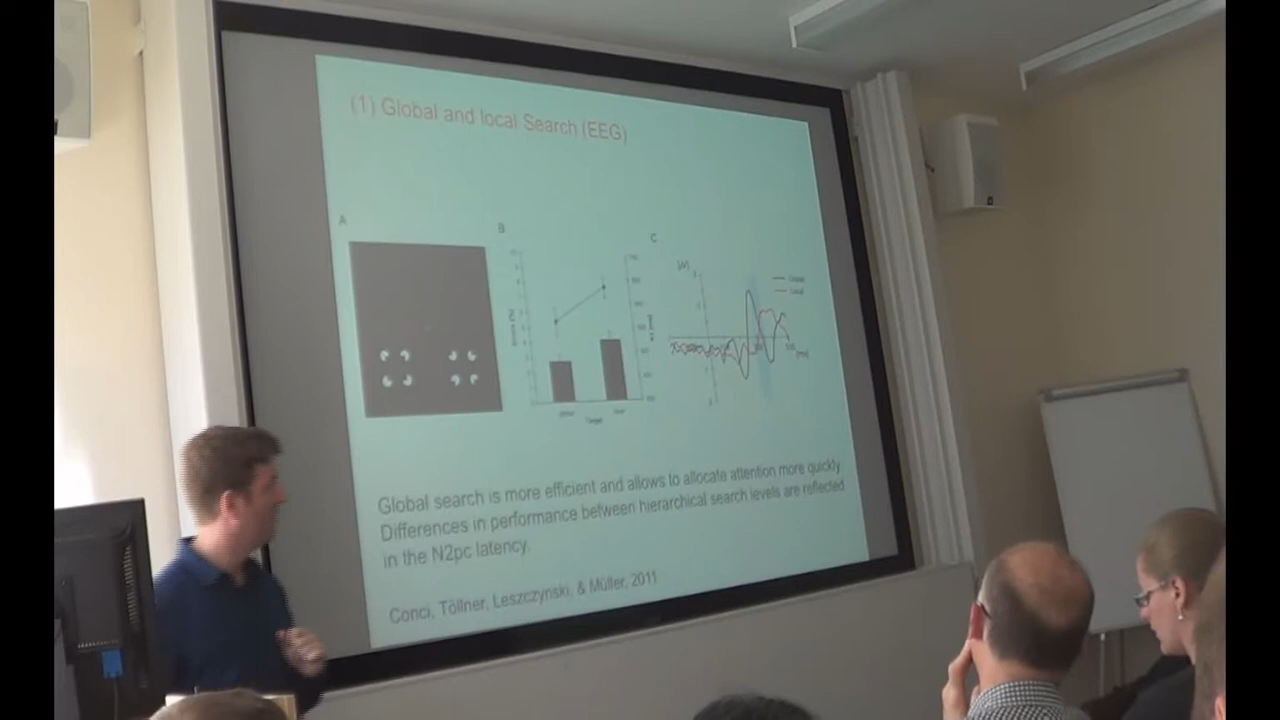 (1) Global and local Search (EEG)
A
B
C
Target
Global search is more efficient and allows to allocate attention more quickly
Differences in performance between hierarchical search levels are reflected
in the N2pc latency.
Conci, Töllner, Leszczynski, & Müller, 2011